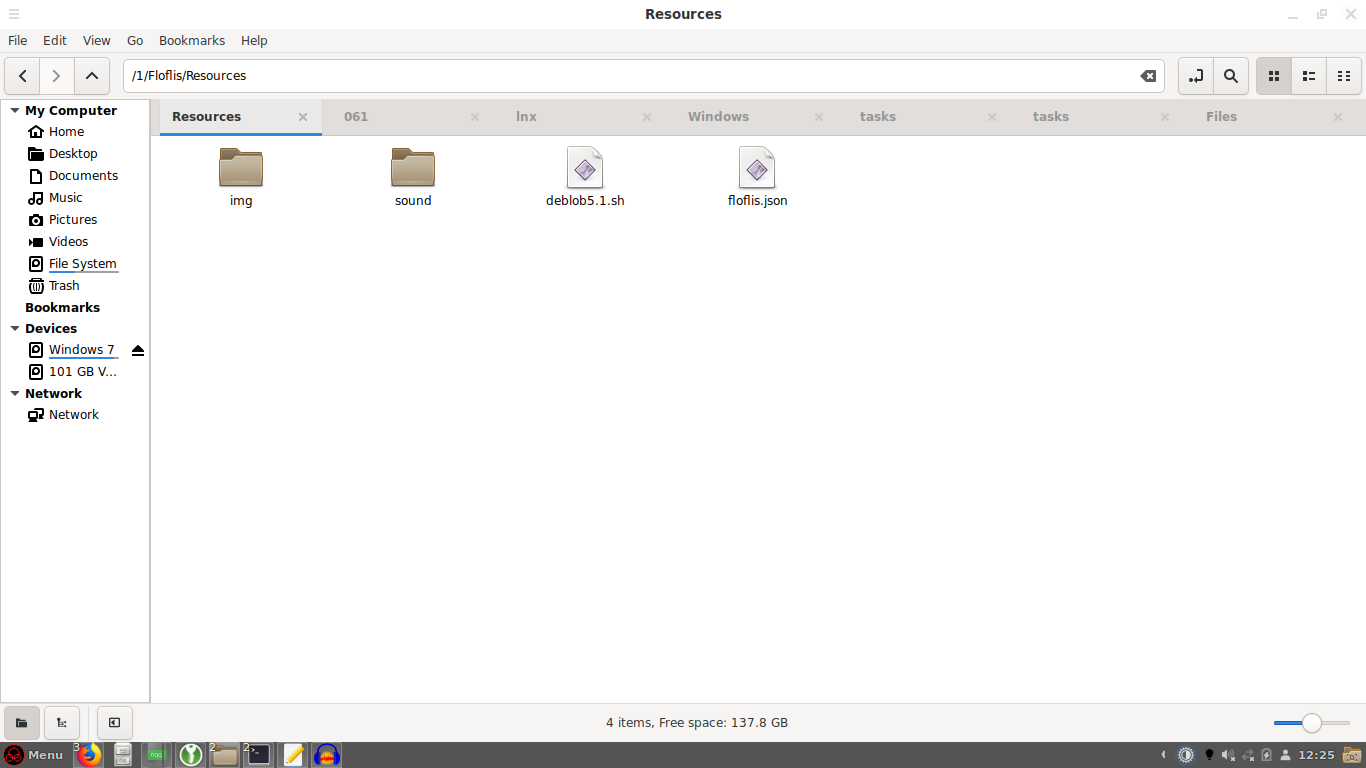 Resources
File Edit View Go Bookmarks Help
/1/Floflis/Resources
My Computer
Home
Desktop
Documents
Music
Pictures
Videos
File System
Trash
Bookmarks
Devices
Windows 7
101 GB V...
Network
Network
Resources 061 lnx Windows tasks tasks Files
img sound deblob5.1.sh floflis.json
4 items, Free space: 137.8 GB
Menu 3 2 2 12:25